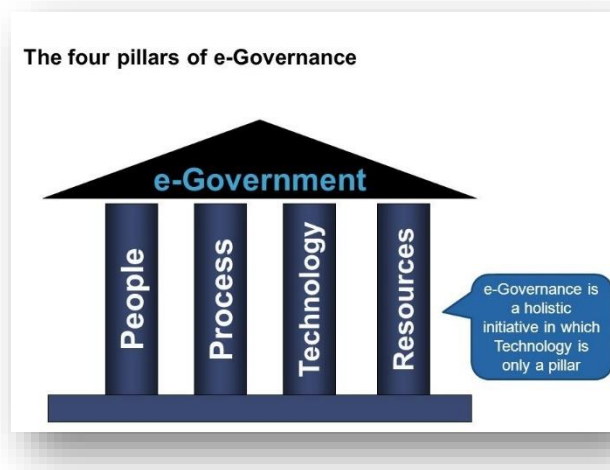 The four pillars of e-Governance
e-Government
People
Process
Technology
Resources
e-Governance is
a holistic
initiative in which
Technology is
only a pillar